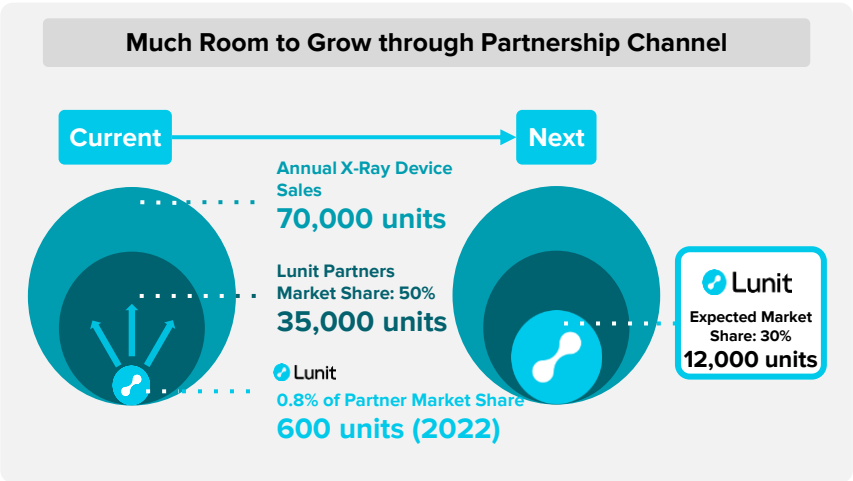 Much Room to Grow through Partnership Channel
Current
Next
Annual X-Ray Device
Sales
70,000 units
Lunit Partners
Market Share: 50%
35,000 units
Lunit
0.8% of Partner Market Share
600 units (2022)
Lunit
Expected Market
Share: 30%
12,000 units